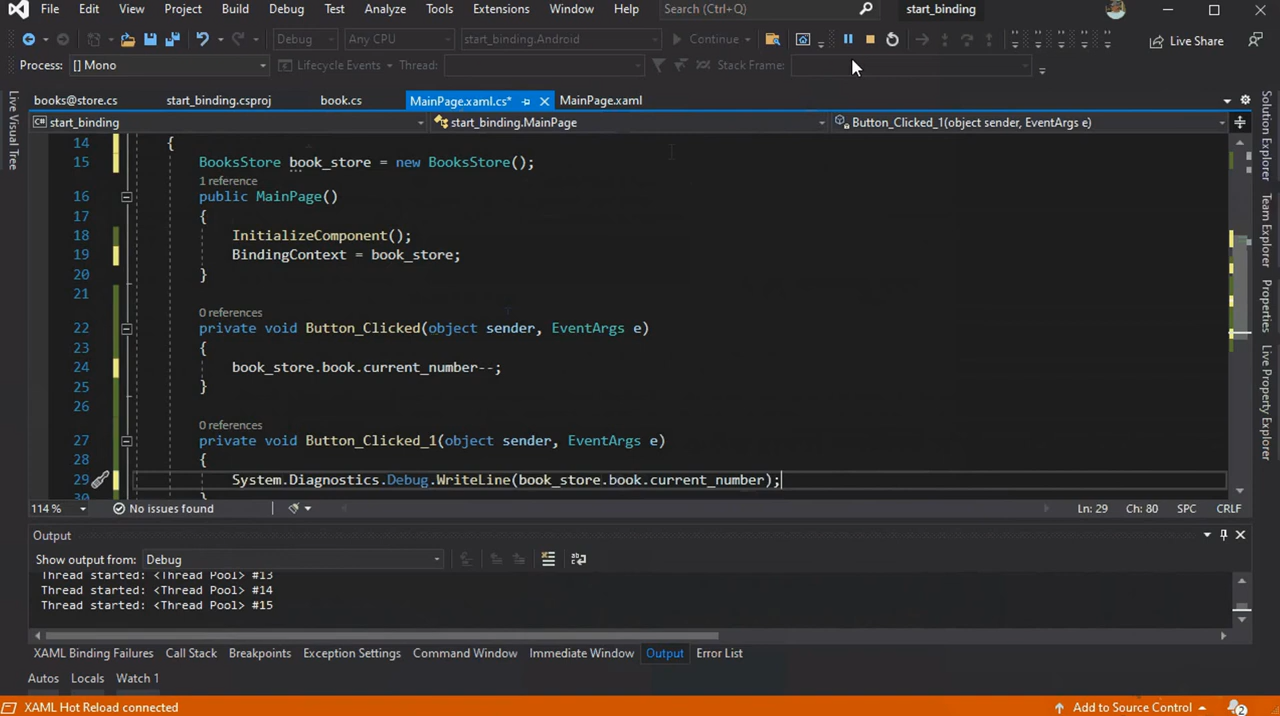 File Edit View Project Build Debug Test Analyze Tools Extensions Window Help Search (Ctrl+Q) start_binding
Debug Any CPU start_binding.Android Continue Live Share
Process: [] Mono Lifecycle Events Thread: Stack Frame:
books@store.cs start_binding.csproj book.cs MainPage.xaml.cs* MainPage.xaml
start_binding start_binding.MainPage Button_Clicked_1(object sender, EventArgs e)
Live Visual Tree
Solution Explorer
Team Explorer
Properties
Live Property Explorer
14 {
15 BooksStore book_store = new BooksStore();
1 reference
16 public MainPage()
17 {
18 InitializeComponent();
19 BindingContext = book_store;
20 }
21
0 references
22 private void Button_Clicked(object sender, EventArgs e)
23 {
24 book_store.book.current_number--;
25 }
26
0 references
27 private void Button_Clicked_1(object sender, EventArgs e)
28 {
29 System.Diagnostics.Debug.WriteLine(book_store.book.current_number);
30 }
114 % No issues found Ln: 29 Ch: 80 SPC CRLF
Output
Show output from: Debug
Thread started: <Thread Pool> #13
Thread started: <Thread Pool> #14
Thread started: <Thread Pool> #15
XAML Binding Failures Call Stack Breakpoints Exception Settings Command Window Immediate Window Output Error List
Autos Locals Watch 1
XAML Hot Reload connected Add to Source Control 2